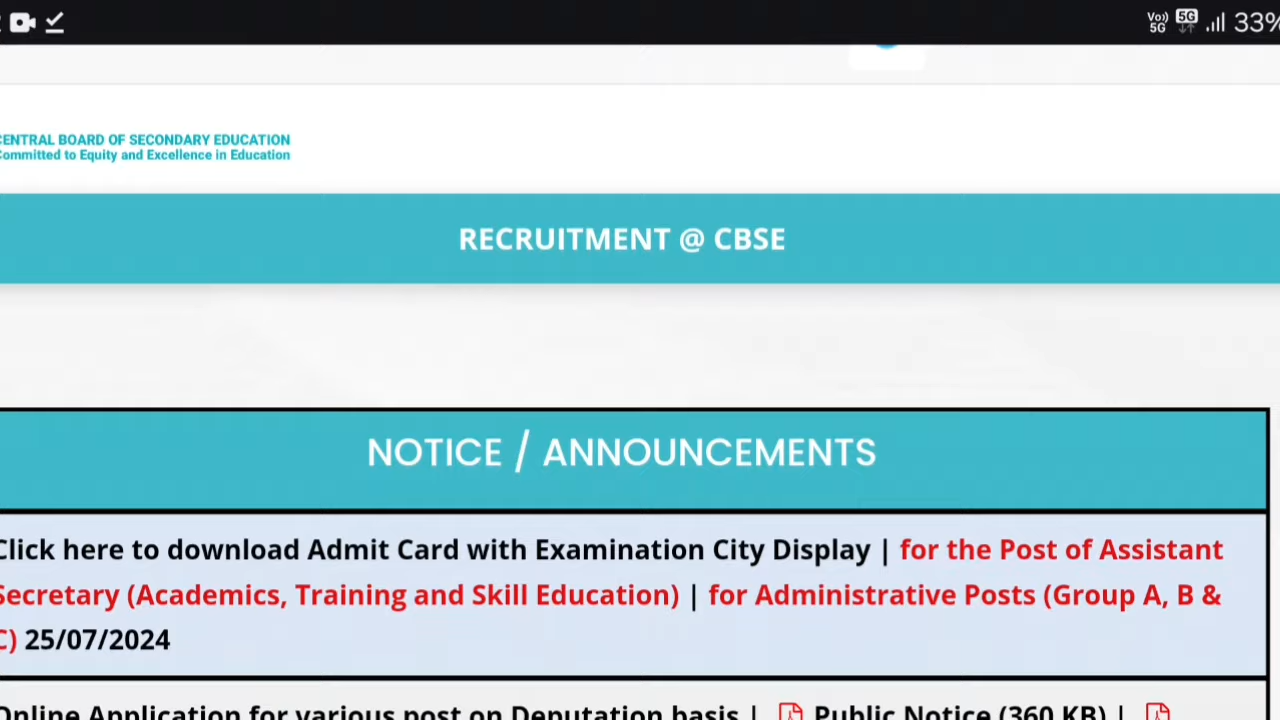 Vo)) 5G 33%
5G
CENTRAL BOARD OF SECONDARY EDUCATION
Committed to Equity and Excellence in Education
RECRUITMENT @ CBSE
NOTICE / ANNOUNCEMENTS
Click here to download Admit Card with Examination City Display | for the Post of Assistant
Secretary (Academics, Training and Skill Education) | for Administrative Posts (Group A, B &
C) 25/07/2024
Online Application for various post on Deputation basis | Public Notice (360 KB) |